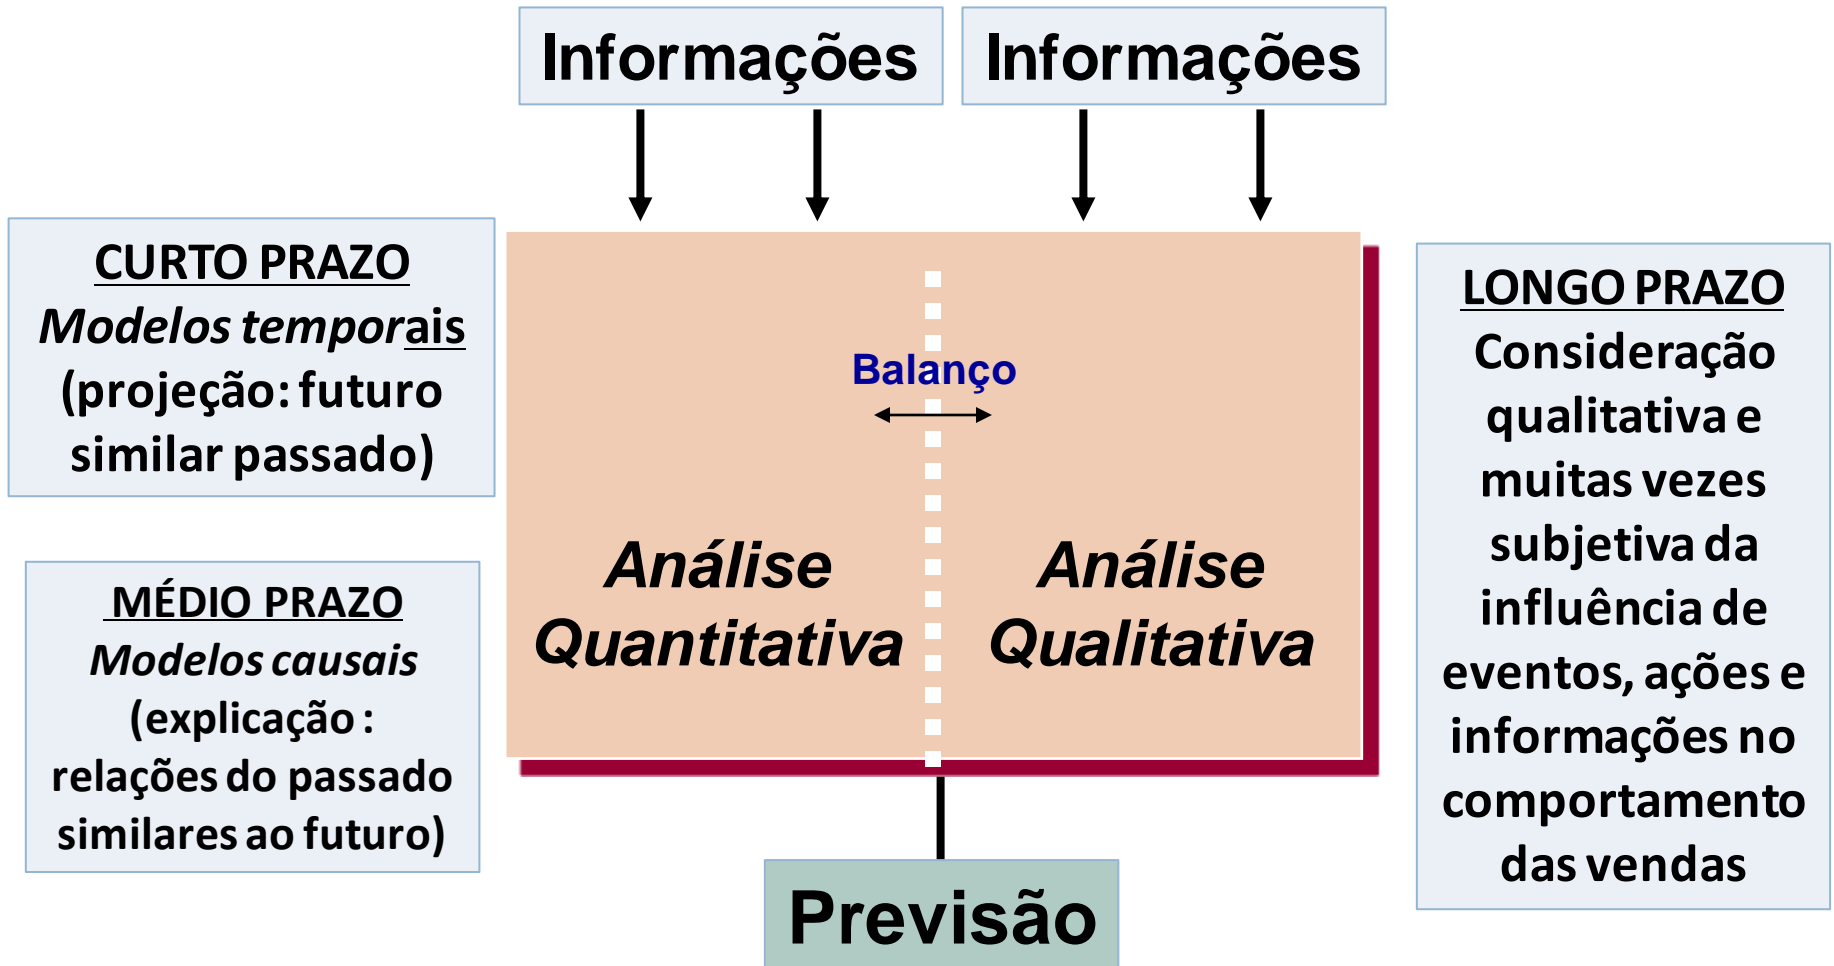 Informações
Informações
CURTO PRAZO
Modelos temporais
(projeção: futuro
similar passado)
MÉDIO PRAZO
Modelos causais
(explicação :
relações do passado
similares ao futuro)
Balanço
Análise
Quantitativa
Análise
Qualitativa
LONGO PRAZO
Consideração
qualitativa e
muitas vezes
subjetiva da
influência de
eventos, ações e
informações no
comportamento
das vendas
Previsão